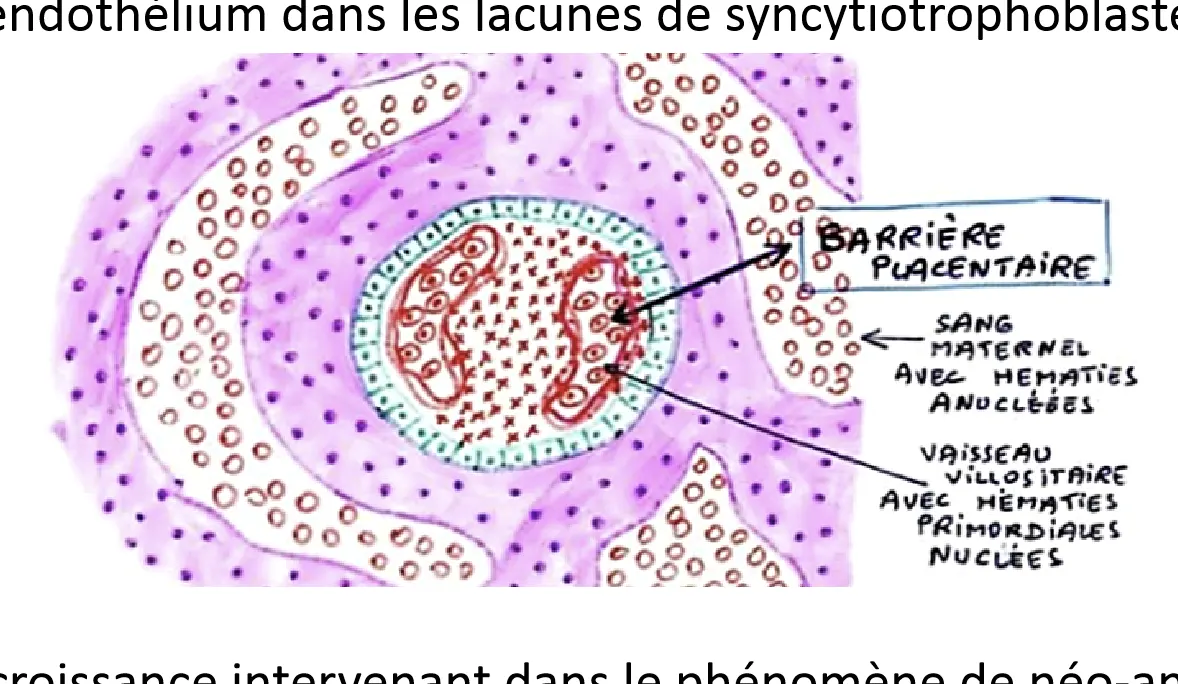 endothélium dans les lacunes de syncytiotrophoblaste
BARRIÈRE
PLACENTAIRE
SANG
MATERNEL
AVEC HEMATIES
ANUCLÉÉES
VAISSEAU
VILLOSITAIRE
AVEC HÉMATIES
PRIMORDIALES
NUCLÉES
croissance intervenant dans le phénomène de néo-an